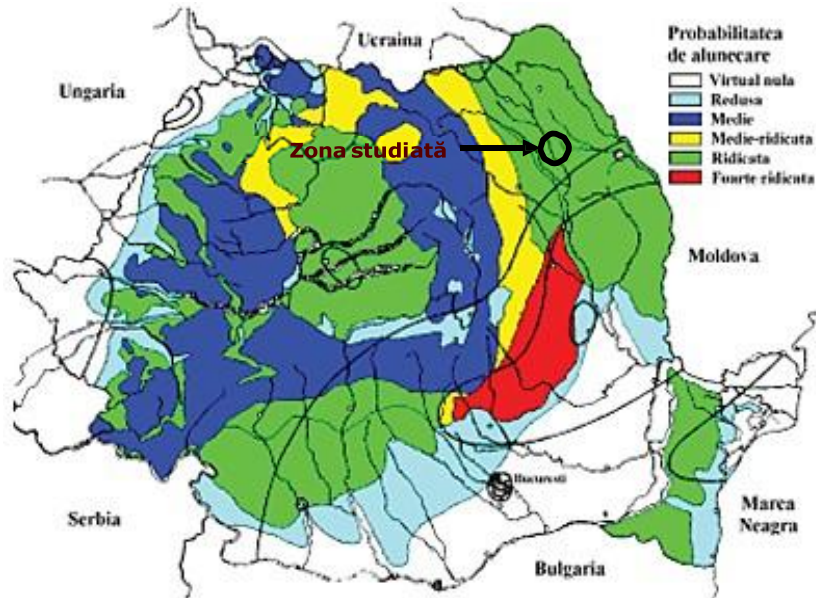 Ucraina
Ungaria
Probabilitatea
de alunecare
Virtual nula
Redusa
Medie
Medie-ridicata
Ridicata
Foarte ridicata
Zona studiată
Moldova
Bucuresti
Serbia
Marea
Neagra
Bulgaria